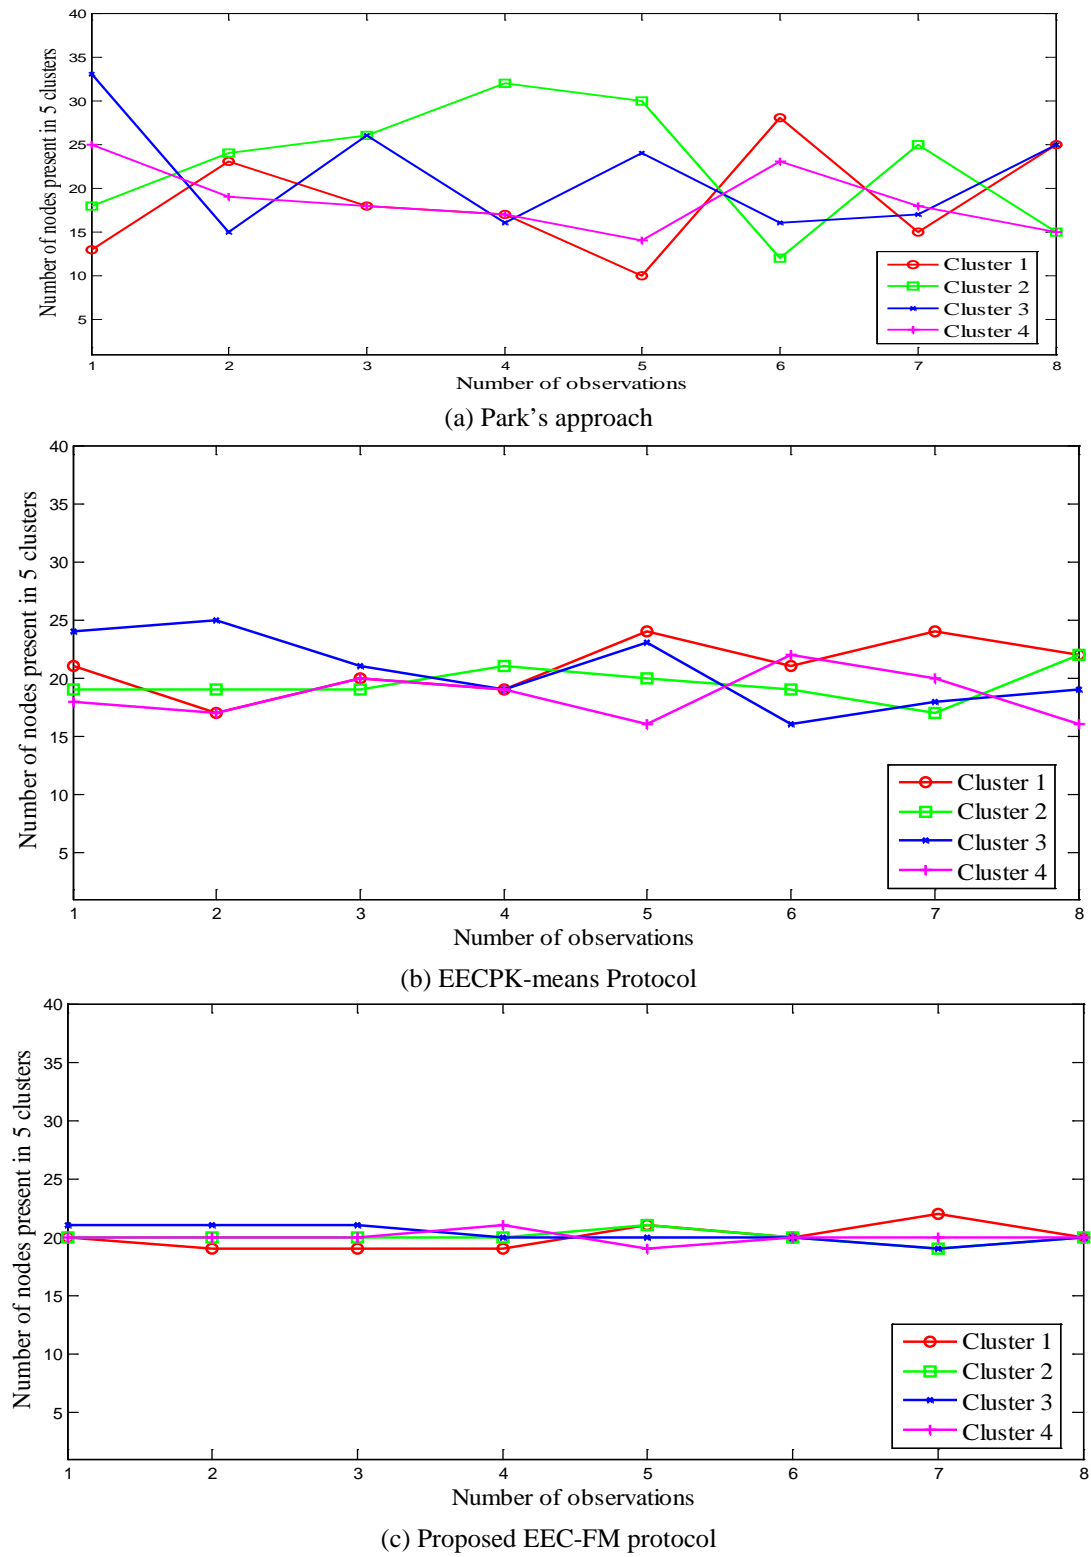 40
35
30
25
20
15
10
5
Number of nodes present in 5 clusters
Cluster 1
Cluster 2
Cluster 3
Cluster 4
1 2 3 4 5 6 7 8
Number of observations
(a) Park's approach
40
35
30
25
20
15
10
5
Number of nodes present in 5 clusters
Cluster 1
Cluster 2
Cluster 3
Cluster 4
1 2 3 4 5 6 7 8
Number of observations
(b) EECPK-means Protocol
40
35
30
25
20
15
10
5
Number of nodes present in 5 clusters
Cluster 1
Cluster 2
Cluster 3
Cluster 4
1 2 3 4 5 6 7 8
Number of observations
(c) Proposed EEC-FM protocol